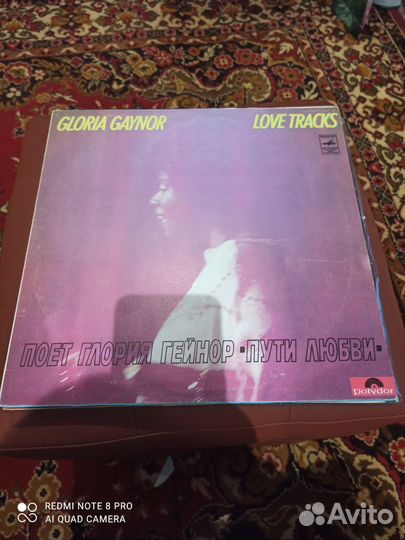 GLORIA GAYNOR LOVE TRACKS
ПОЕТ ГЛОРИЯ ГЕЙНОР •ПУТИ ЛЮБВИ•
Polydor
REDMI NOTE 8 PRO
AI QUAD CAMERA
Avito